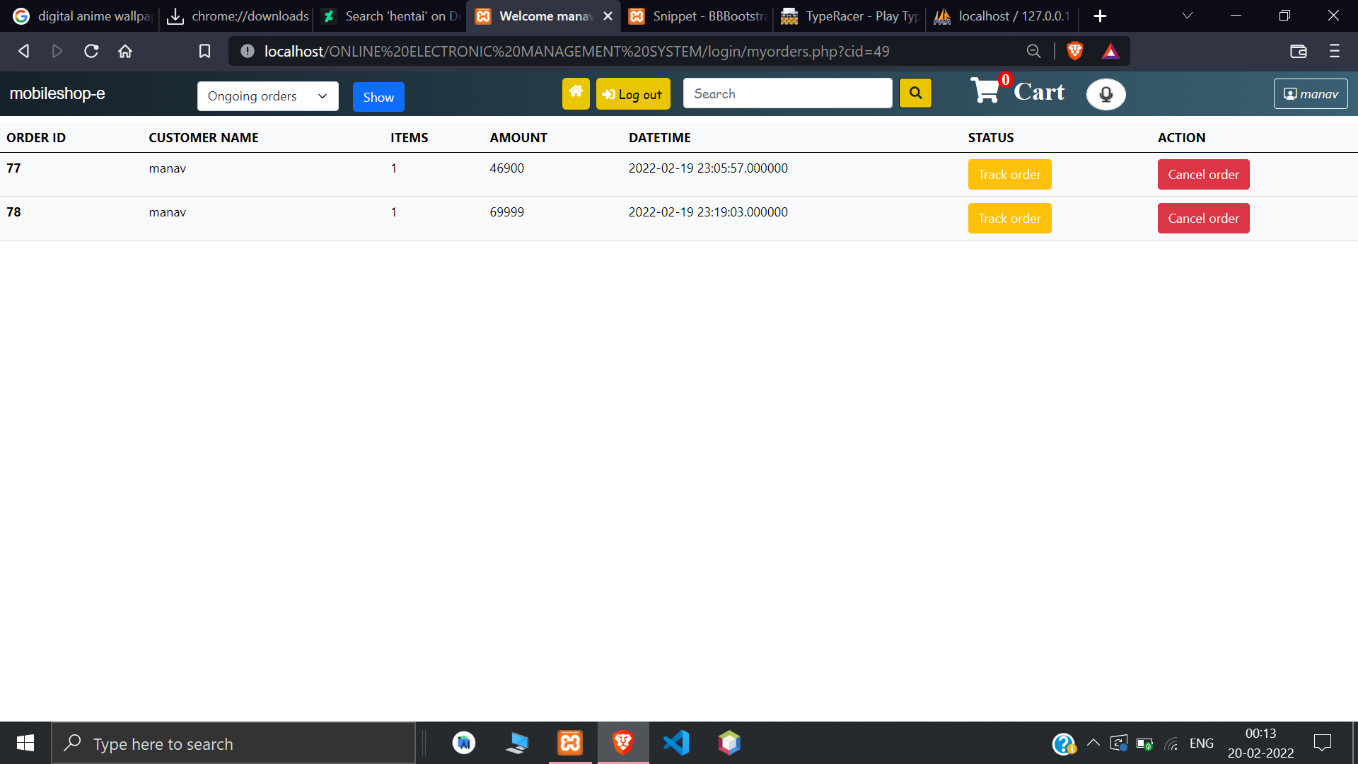 digital anime wallpap
chrome://downloads
Search 'hentai' on D
Welcome manav
Snippet - BBBootstra
TypeRacer - Play Typ
localhost / 127.0.0.1
localhost/ONLINE%20ELECTRONIC%20MANAGEMENT%20SYSTEM/login/myorders.php?cid=49
mobileshop-e
Ongoing orders
Show
Log out
Search
0
Cart
manav
ORDER ID CUSTOMER NAME ITEMS AMOUNT DATETIME STATUS ACTION
77 manav 1 46900 2022-02-19 23:05:57.000000 Track order Cancel order
78 manav 1 69999 2022-02-19 23:19:03.000000 Track order Cancel order
Type here to search
ENG
00:13
20-02-2022